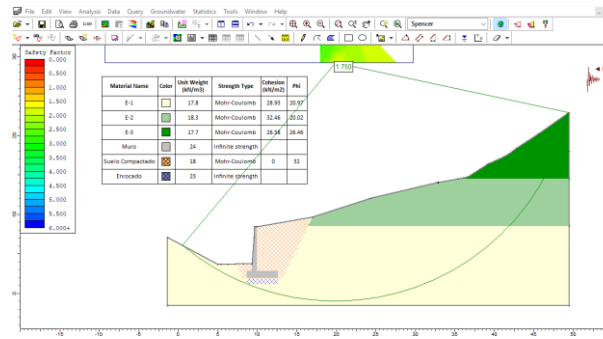 File Edit View Analysis Data Query Groundwater Statistics Tools Window Help
Spencer
Safety Factor
0.000
0.500
1.000
1.500
2.000
2.500
3.000
3.500
4.000
4.500
5.000
5.500
6.000+
1.750
Material Name Color Unit Weight (kN/m3) Strength Type Cohesion (kN/m2) Phi
E-1 17.8 Mohr-Coulomb 28.93 20.97
E-2 18.3 Mohr-Coulomb 32.46 20.02
E-3 17.7 Mohr-Coulomb 26.58 26.46
Muro 24 Infinite strength
Suelo Compactado 18 Mohr-Coulomb 0 32
Enrocado 23 Infinite strength
30
20
10
0
-15 -10 -5 0 5 10 15 20 25 30 35 40 45 50